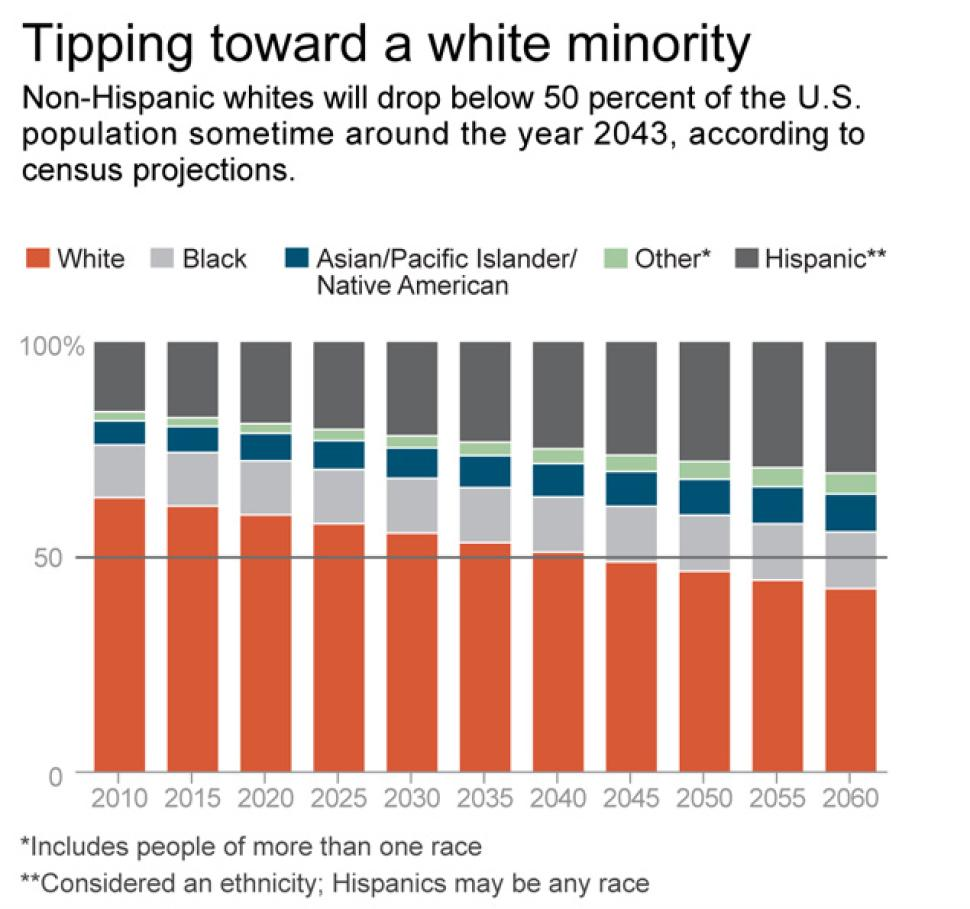 Tipping toward a white minority
Non-Hispanic whites will drop below 50 percent of the U.S.
population sometime around the year 2043, according to
census projections.
White Black Asian/Pacific Islander/ Other* Hispanic**
Native American
100%
50
0
2010 2015 2020 2025 2030 2035 2040 2045 2050 2055 2060
*Includes people of more than one race
**Considered an ethnicity; Hispanics may be any race